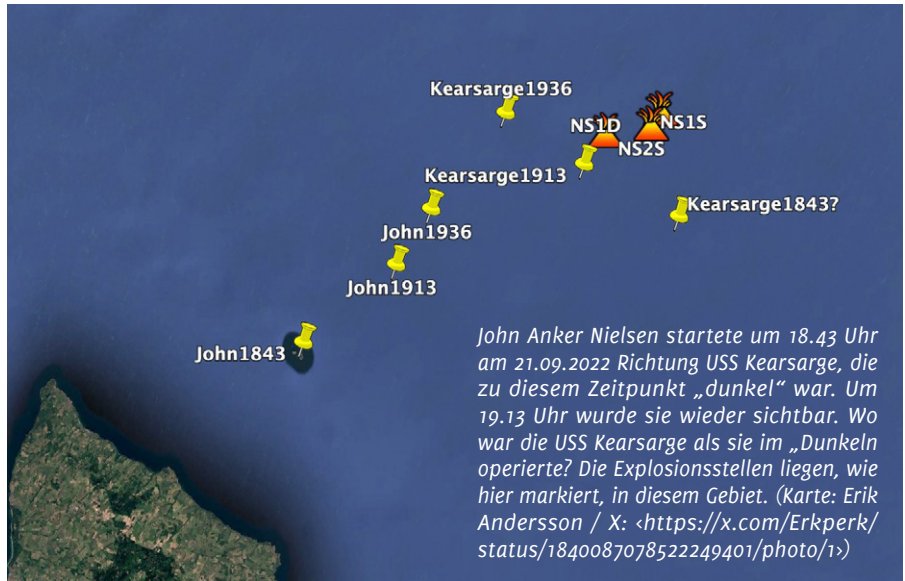 Kearsarge1936
NS1D
NS1S
NS2S
Kearsarge1913
Kearsarge1843?
John1936
John1913
John1843
John Anker Nielsen startete um 18.43 Uhr
am 21.09.2022 Richtung USS Kearsarge, die
zu diesem Zeitpunkt „dunkel“ war. Um
19.13 Uhr wurde sie wieder sichtbar. Wo
war die USS Kearsarge als sie im „Dunkeln
operierte? Die Explosionsstellen liegen, wie
hier markiert, in diesem Gebiet. (Karte: Erik
Andersson / X: ‹https://x.com/Erkperk/
status/1840087078522249401/photo/1›)